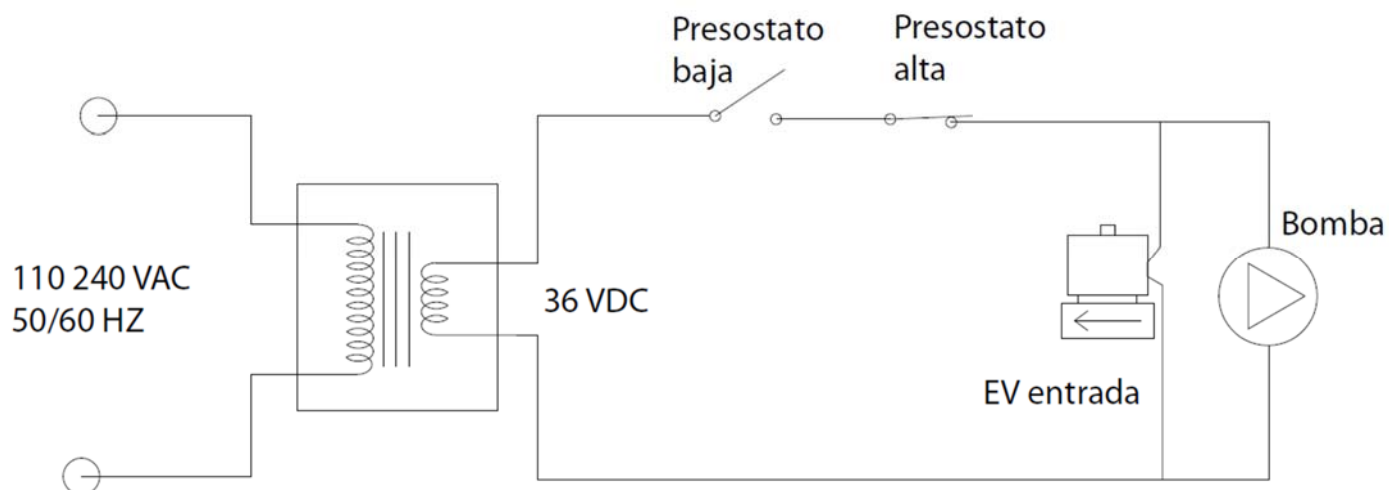 Presostato
baja
Presostato
alta
110 240 VAC
50/60 HZ
36 VDC
Bomba
EV entrada